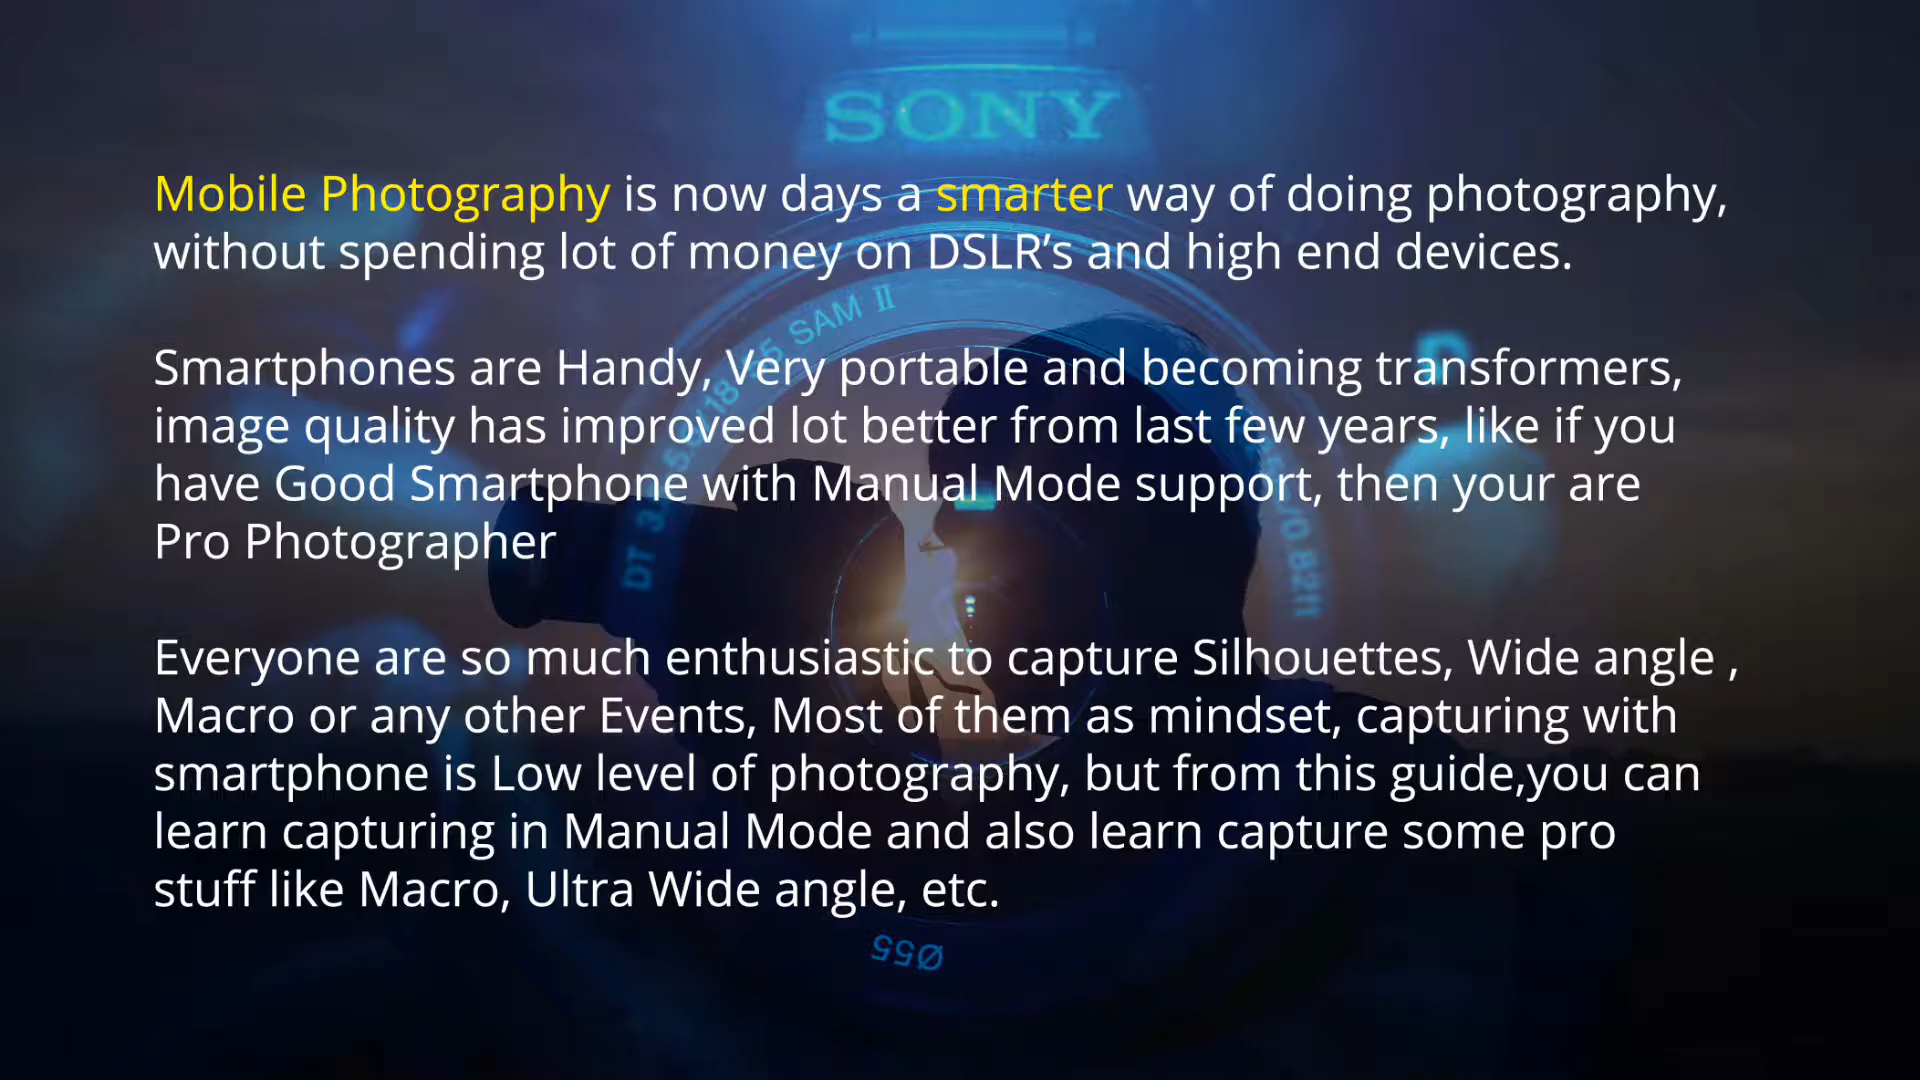 SONY
Mobile Photography is now days a smarter way of doing photography,
without spending lot of money on DSLR’s and high end devices.
SAM II
Smartphones are Handy, Very portable and becoming transformers,
image quality has improved lot better from last few years, like if you
have Good Smartphone with Manual Mode support, then your are
Pro Photographer
Everyone are so much enthusiastic to capture Silhouettes, Wide angle ,
Macro or any other Events, Most of them as mindset, capturing with
smartphone is Low level of photography, but from this guide,you can
learn capturing in Manual Mode and also learn capture some pro
stuff like Macro, Ultra Wide angle, etc.
Ø55